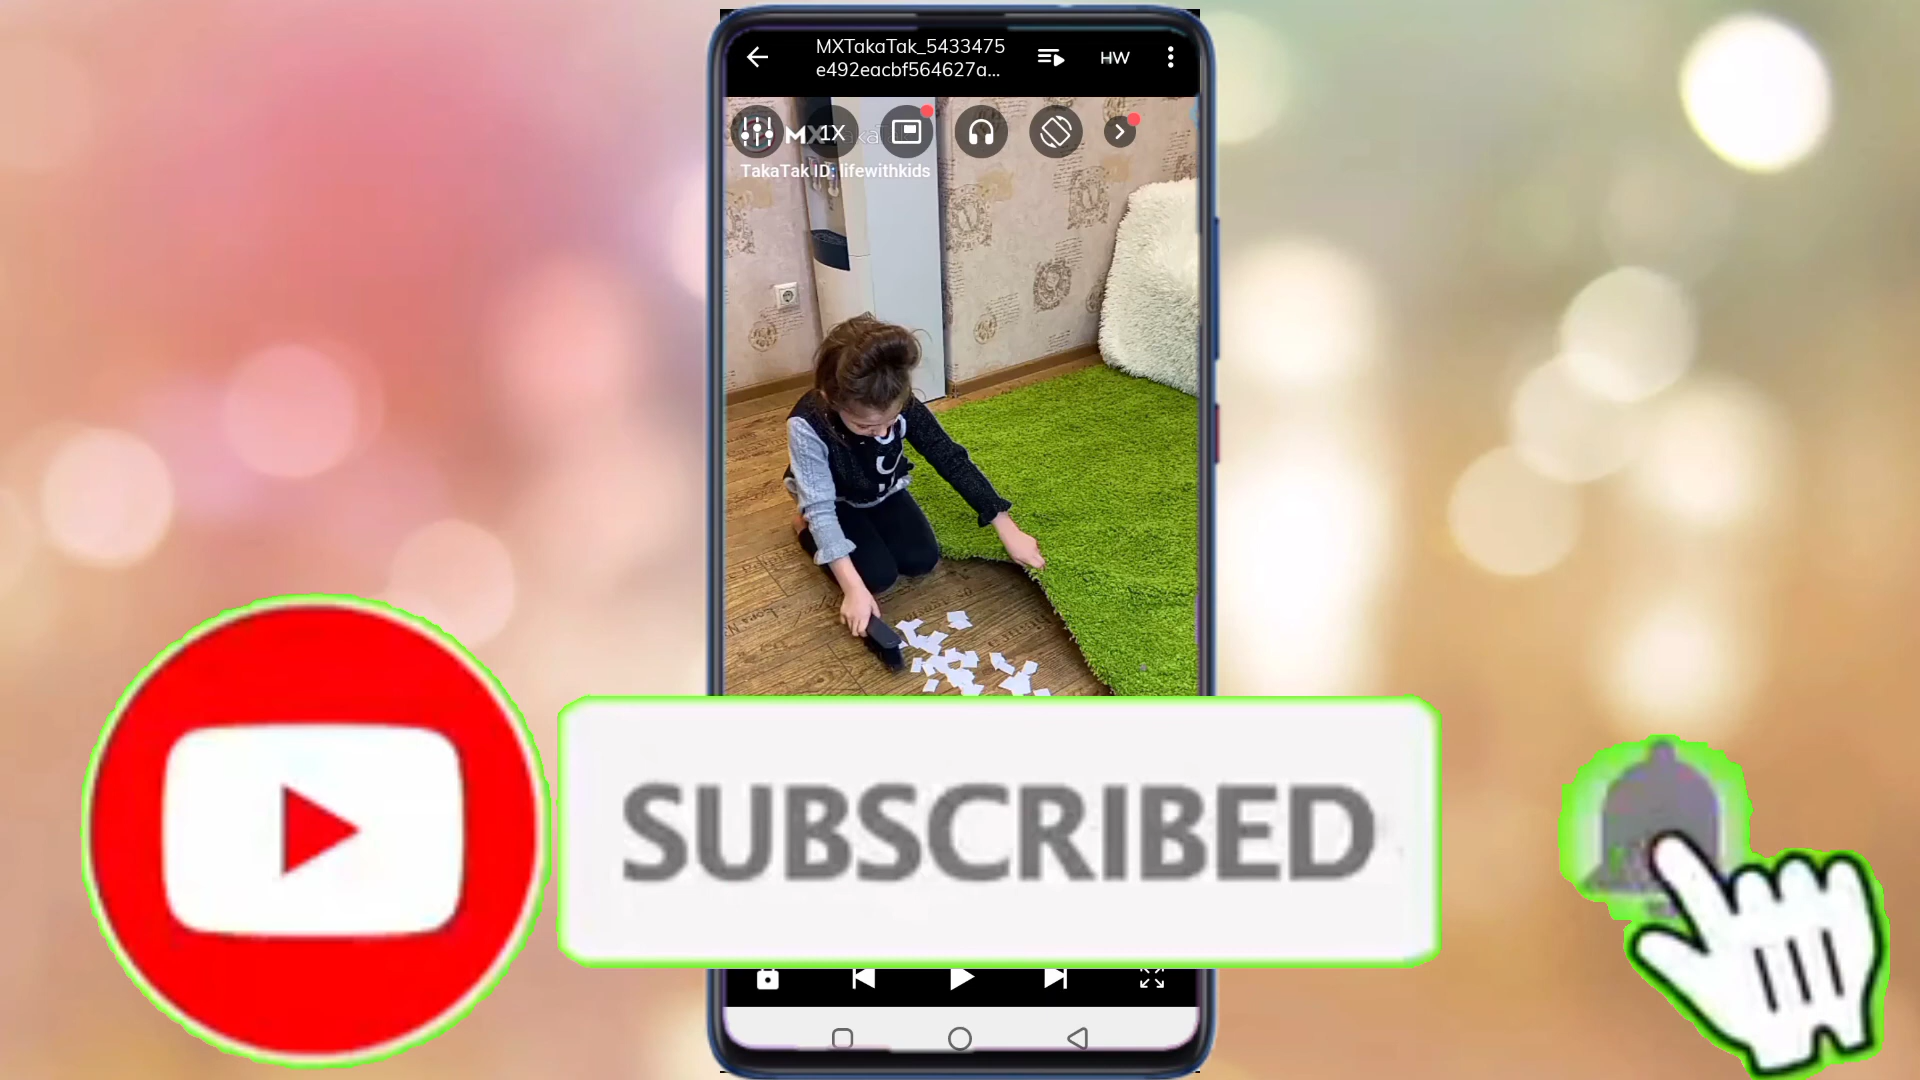 MXTakaTak_5433475
e492eacbf564627a...
HW
1X
TakaTak ID: lifewithkids
SUBSCRIBED